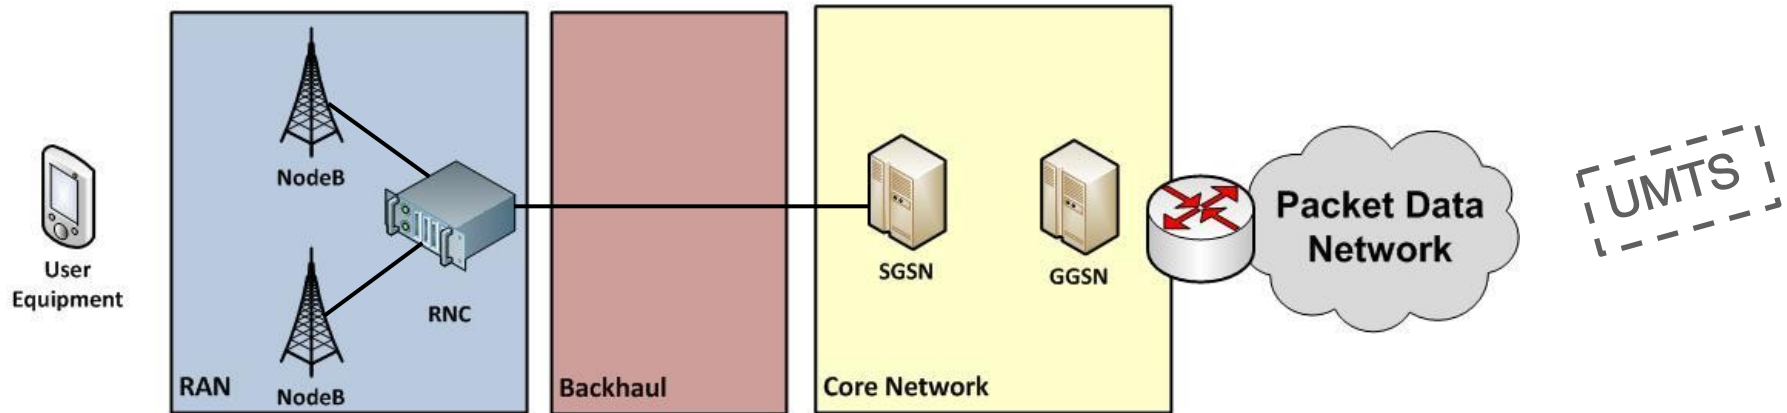 NodeB
User
Equipment
NodeB
RNC
RAN
Backhaul
SGSN
GGSN
Core Network
Packet Data
Network
UMTS